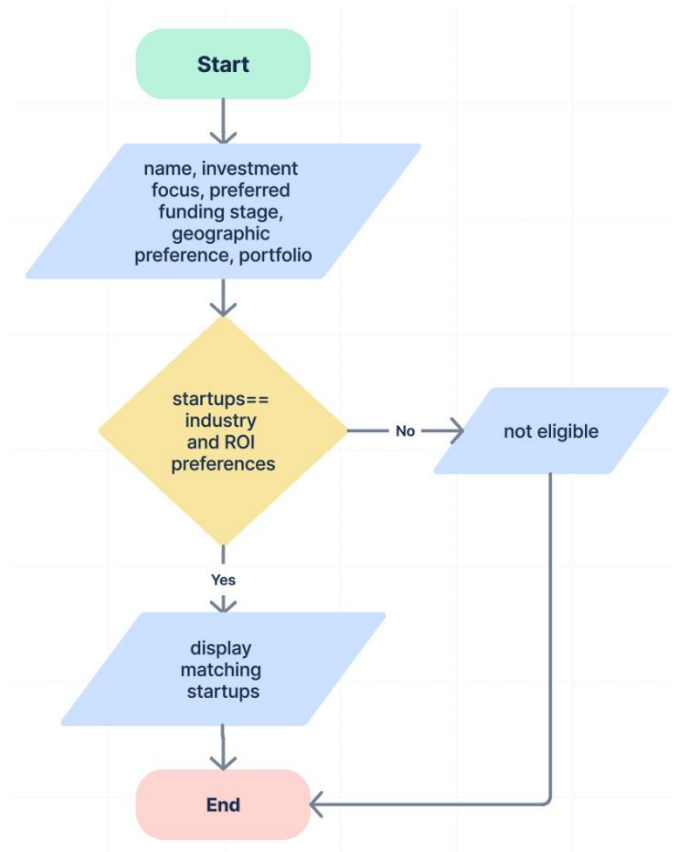 Start
name, investment
focus, preferred
funding stage,
geographic
preference, portfolio
startups==
industry
and ROI
preferences
No
not eligible
Yes
display
matching
startups
End